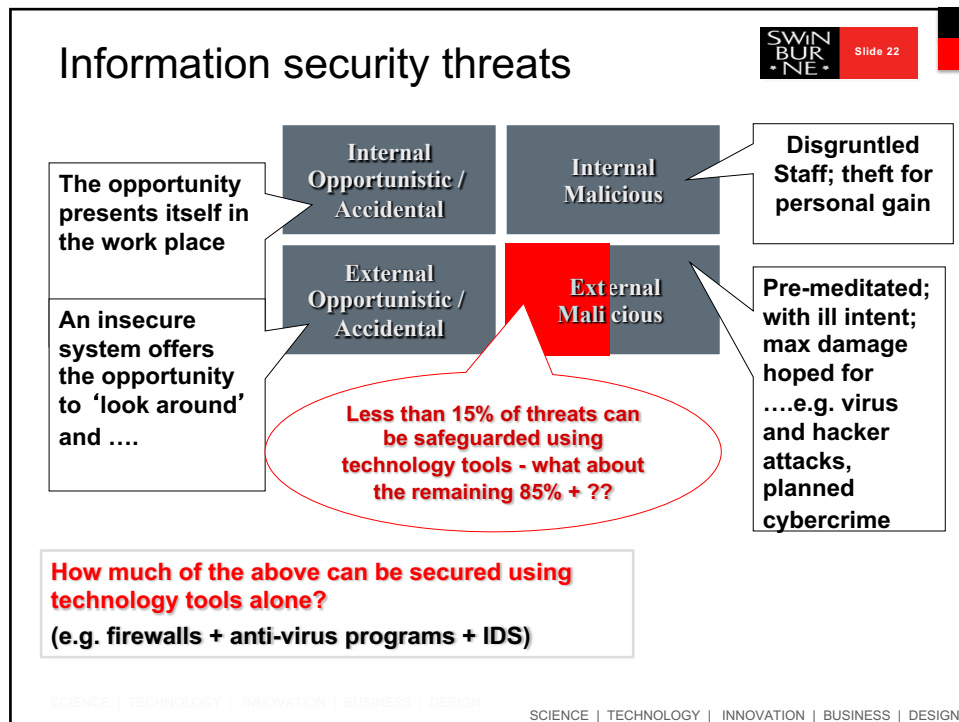 Information security threats
SWIN
BUR
*NE*
Slide 22
Internal
Opportunistic /
Accidental
Internal
Malicious
Disgruntled
Staff; theft for
personal gain
The opportunity
presents itself in
the work place
External
Opportunistic /
Accidental
External
Malicious
An insecure
system offers
the opportunity
to ‘look around’
and ….
Pre-meditated;
with ill intent;
max damage
hoped for
….e.g. virus
and hacker
attacks,
planned
cybercrime
Less than 15% of threats can
be safeguarded using
technology tools - what about
the remaining 85% + ??
How much of the above can be secured using
technology tools alone?
(e.g. firewalls + anti-virus programs + IDS)
SCIENCE | TECHNOLOGY | INNOVATION | BUSINESS | DESIGN
SCIENCE | TECHNOLOGY | INNOVATION | BUSINESS | DESIGN